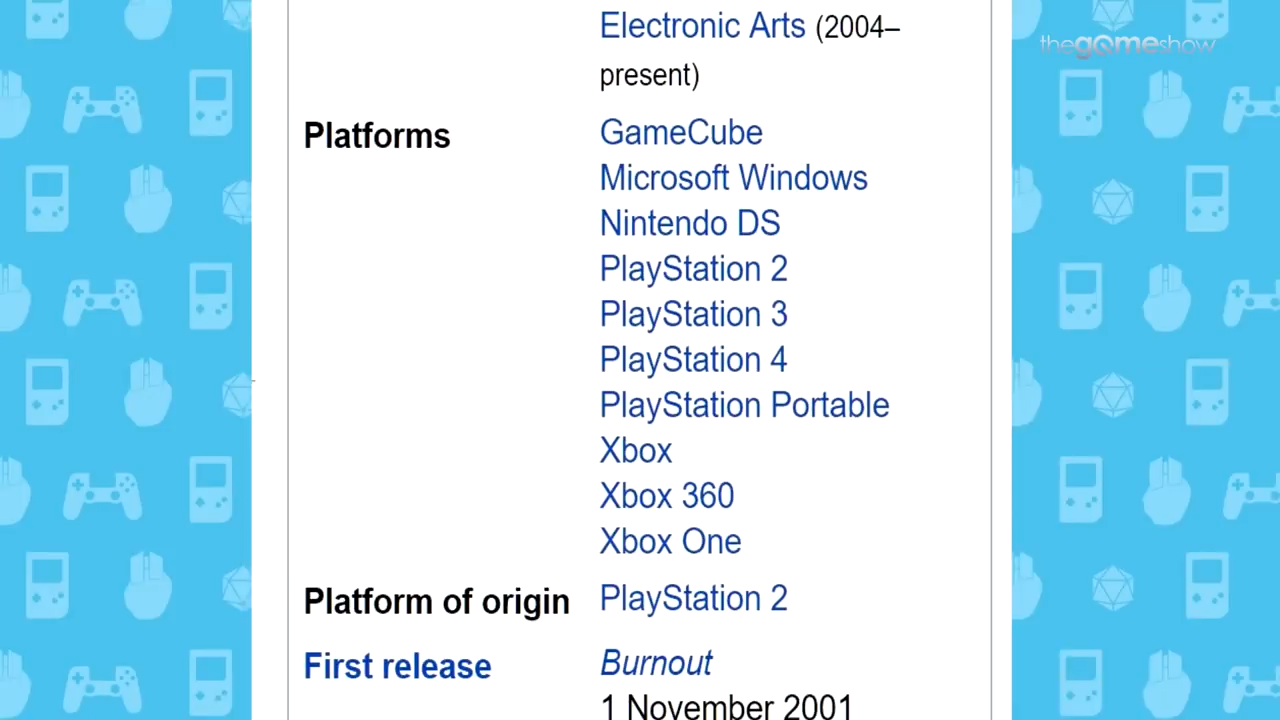 Electronic Arts (2004–
present)
thegameshow
Platforms
GameCube
Microsoft Windows
Nintendo DS
PlayStation 2
PlayStation 3
PlayStation 4
PlayStation Portable
Xbox
Xbox 360
Xbox One
Platform of origin PlayStation 2
First release Burnout
1 November 2001